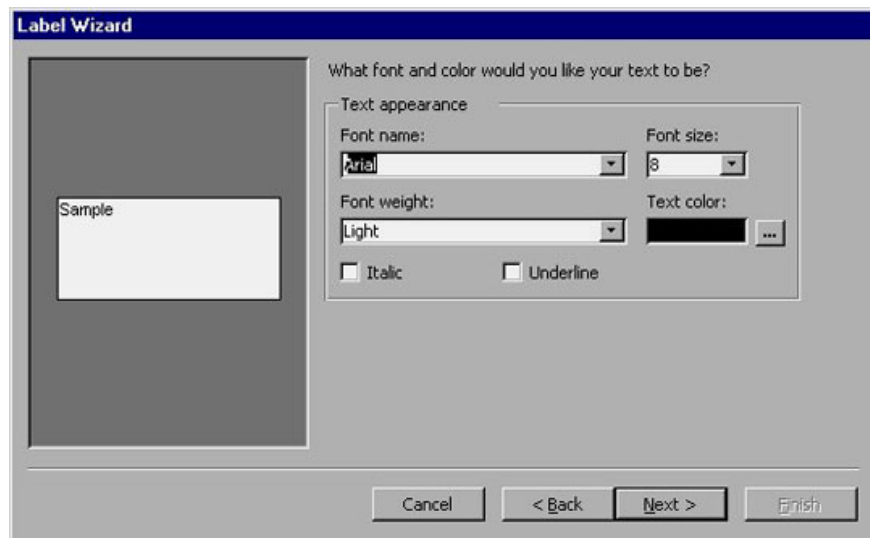 Label Wizard
What font and color would you like your text to be?
Text appearance
Font name: Font size:
Arial 8
Sample
Font weight: Text color:
Light ...
Italic Underline
Cancel < Back Next > Finish